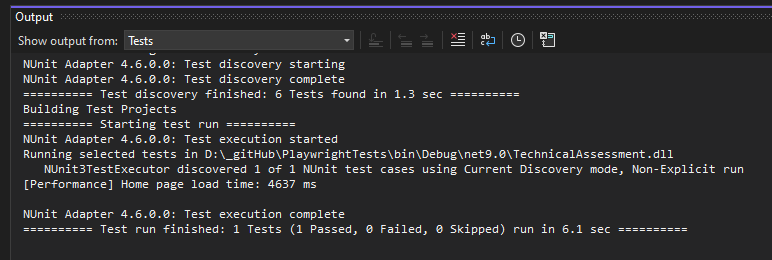 Output
Show output from: Tests
NUnit Adapter 4.6.0.0: Test discovery starting
NUnit Adapter 4.6.0.0: Test discovery complete
========== Test discovery finished: 6 Tests found in 1.3 sec ==========
Building Test Projects
========== Starting test run ==========
NUnit Adapter 4.6.0.0: Test execution started
Running selected tests in D:\_gitHub\PlaywrightTests\bin\Debug\net9.0\TechnicalAssessment.dll
   NUnit3TestExecutor discovered 1 of 1 NUnit test cases using Current Discovery mode, Non-Explicit run
[Performance] Home page load time: 4637 ms
NUnit Adapter 4.6.0.0: Test execution complete
========== Test run finished: 1 Tests (1 Passed, 0 Failed, 0 Skipped) run in 6.1 sec ==========